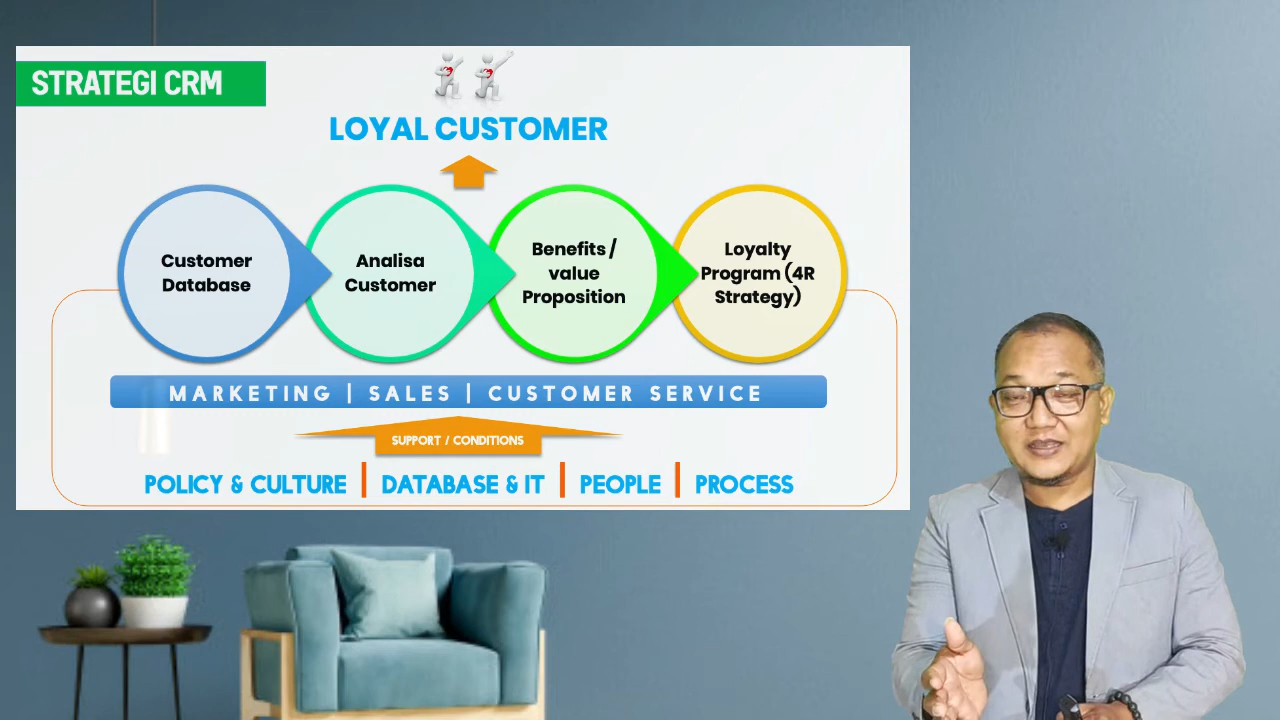 STRATEGI CRM
LOYAL CUSTOMER
Customer
Database
Analisa
Customer
Benefits /
value
Proposition
Loyalty
Program (4R
Strategy)
MARKETING | SALES | CUSTOMER SERVICE
SUPPORT / CONDITIONS
POLICY & CULTURE | DATABASE & IT | PEOPLE | PROCESS